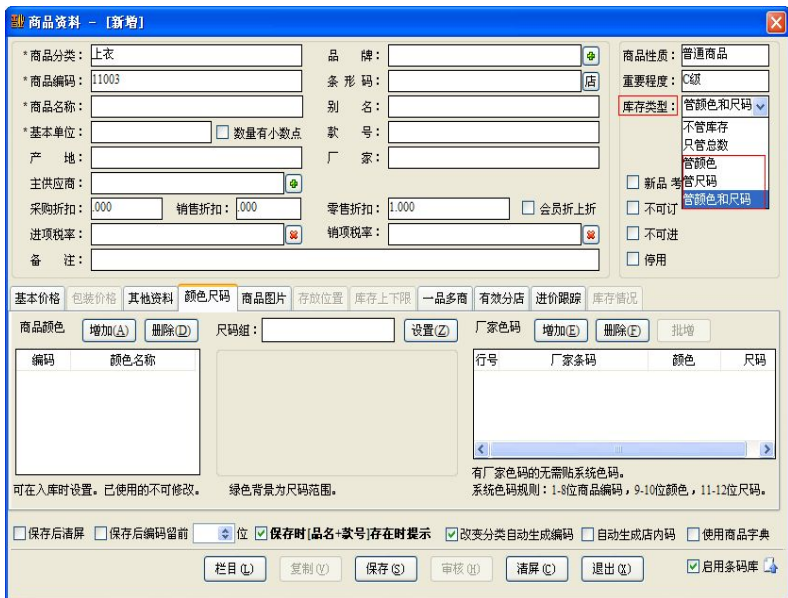 商品资料 - [新增]
*商品分类： 上衣 品 牌： 商品性质： 普通商品
*商品编码： 11003 条 形 码： 店 重要程度： C级
*商品名称： 别 名： 库存类型： 管颜色和尺码
*基本单位： 数量有小数点 款 号： 不管库存
只管总数
产 地： 厂 家： 管颜色
主供应商： 新品 考 管尺码
采购折扣： .000 销售折扣： .000 零售折扣： 1.000 会员折上折 不可订 管颜色和尺码
进项税率： 销项税率： 不可进
备 注： 停用
基本价格 包装价格 其他资料 颜色尺码 商品图片 存放位置 库存上下限 一品多商 有效分店 进价跟踪 库存情况
商品颜色 增加(A) 删除(D) 尺码组： 设置(Z) 厂家色码 增加(E) 删除(F) 批增
编码 颜色名称 行号 厂家条码 颜色 尺码
有厂家色码的无需贴系统色码。
可在入库时设置。已使用的不可修改。 绿色背景为尺码范围。 系统色码规则：1-8位商品编码，9-10位颜色，11-12位尺码。
保存后清屏 保存后编码留前 位 保存时[品名+款号]存在时提示 改变分类自动生成编码 自动生成店内码 使用商品字典
栏目(L) 复制(V) 保存(S) 审核(H) 清屏(C) 退出(X) 启用条码库